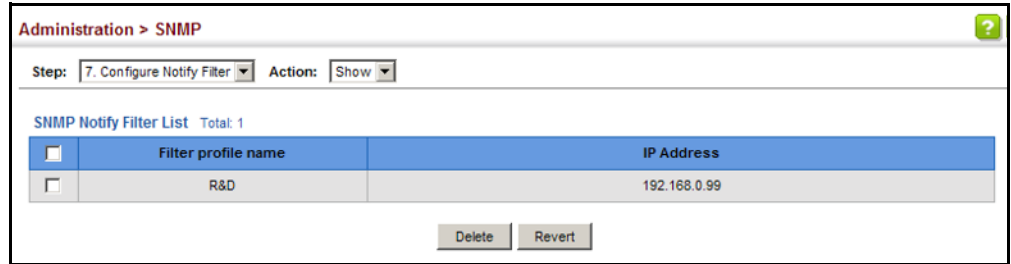 Administration > SNMP
?
Step: 7. Configure Notify Filter Action: Show
SNMP Notify Filter List Total: 1
Filter profile name IP Address
R&D 192.168.0.99
Delete Revert